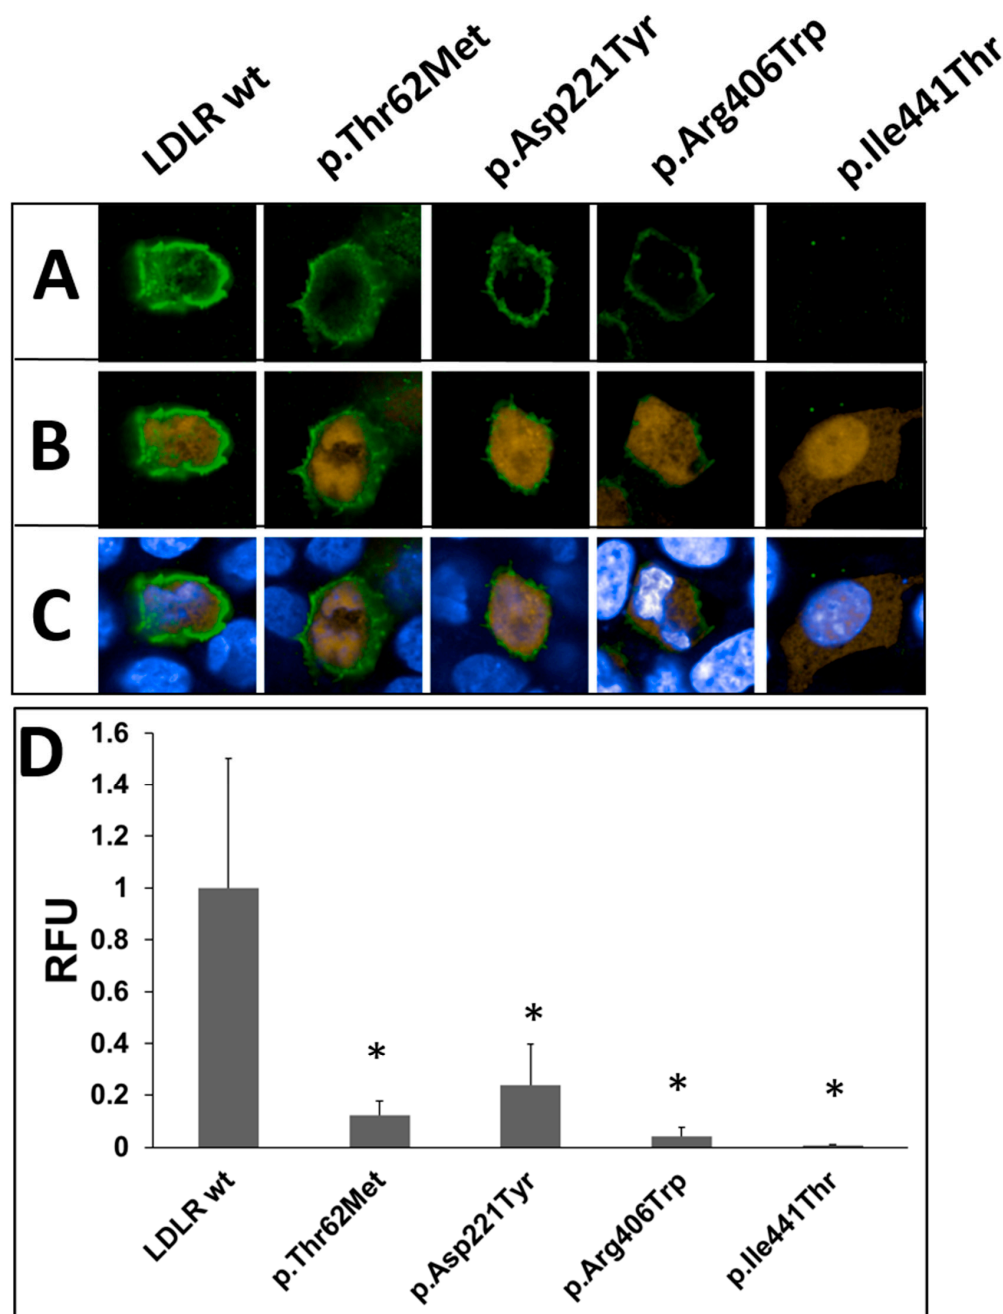 LDLR wt
p.Thr62Met
p.Asp221Tyr
p.Arg406Trp
p.Ile441Thr
A
B
C
D
1.6
1.4
1.2
1
0.8
0.6
0.4
0.2
0
RFU
*
*
*
*
LDLR wt
p.Thr62Met
p.Asp221Tyr
p.Arg406Trp
p.Ile441Thr